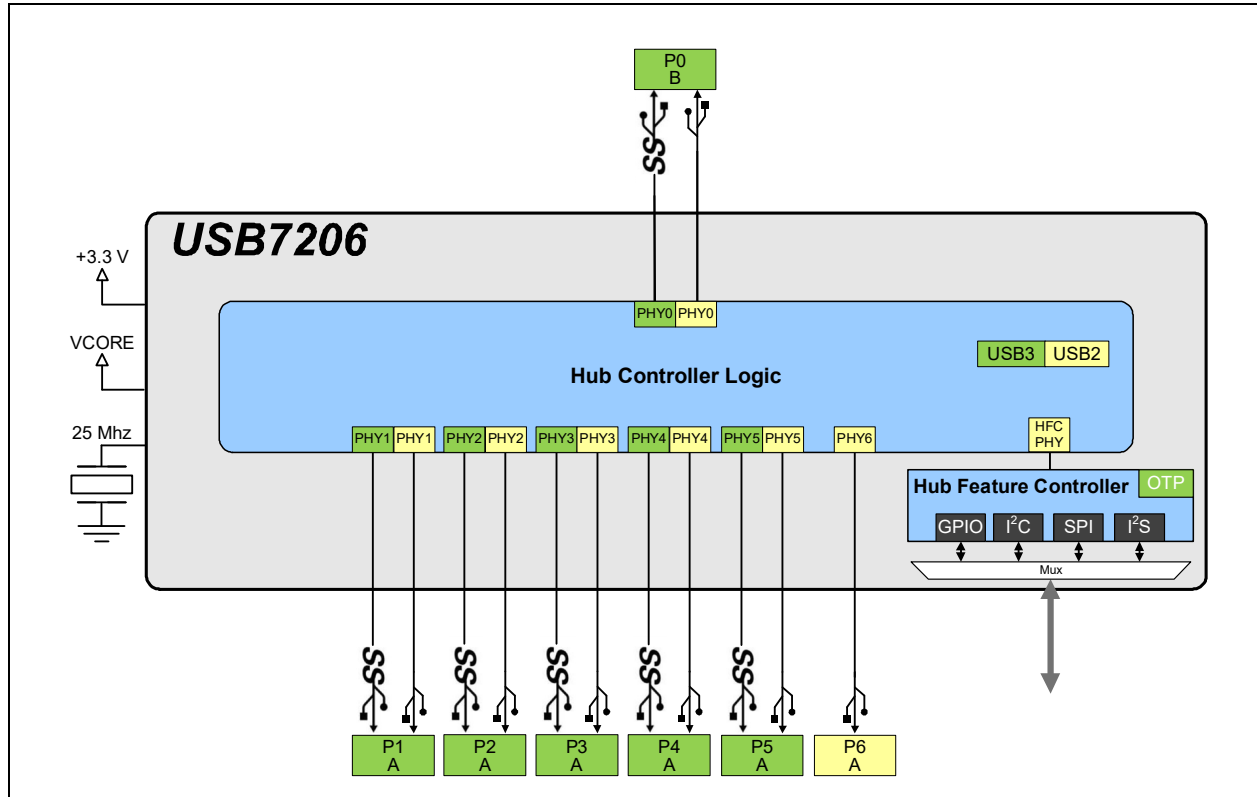 P0
B
SS
USB7206
+3.3 V
VCORE
25 Mhz
PHY0 PHY0
USB3 USB2
Hub Controller Logic
PHY1 PHY1 PHY2 PHY2 PHY3 PHY3 PHY4 PHY4 PHY5 PHY5 PHY6
HFC
PHY
Hub Feature Controller OTP
GPIO I²C SPI I²S
Mux
SS SS SS SS SS
P1
A
P2
A
P3
A
P4
A
P5
A
P6
A